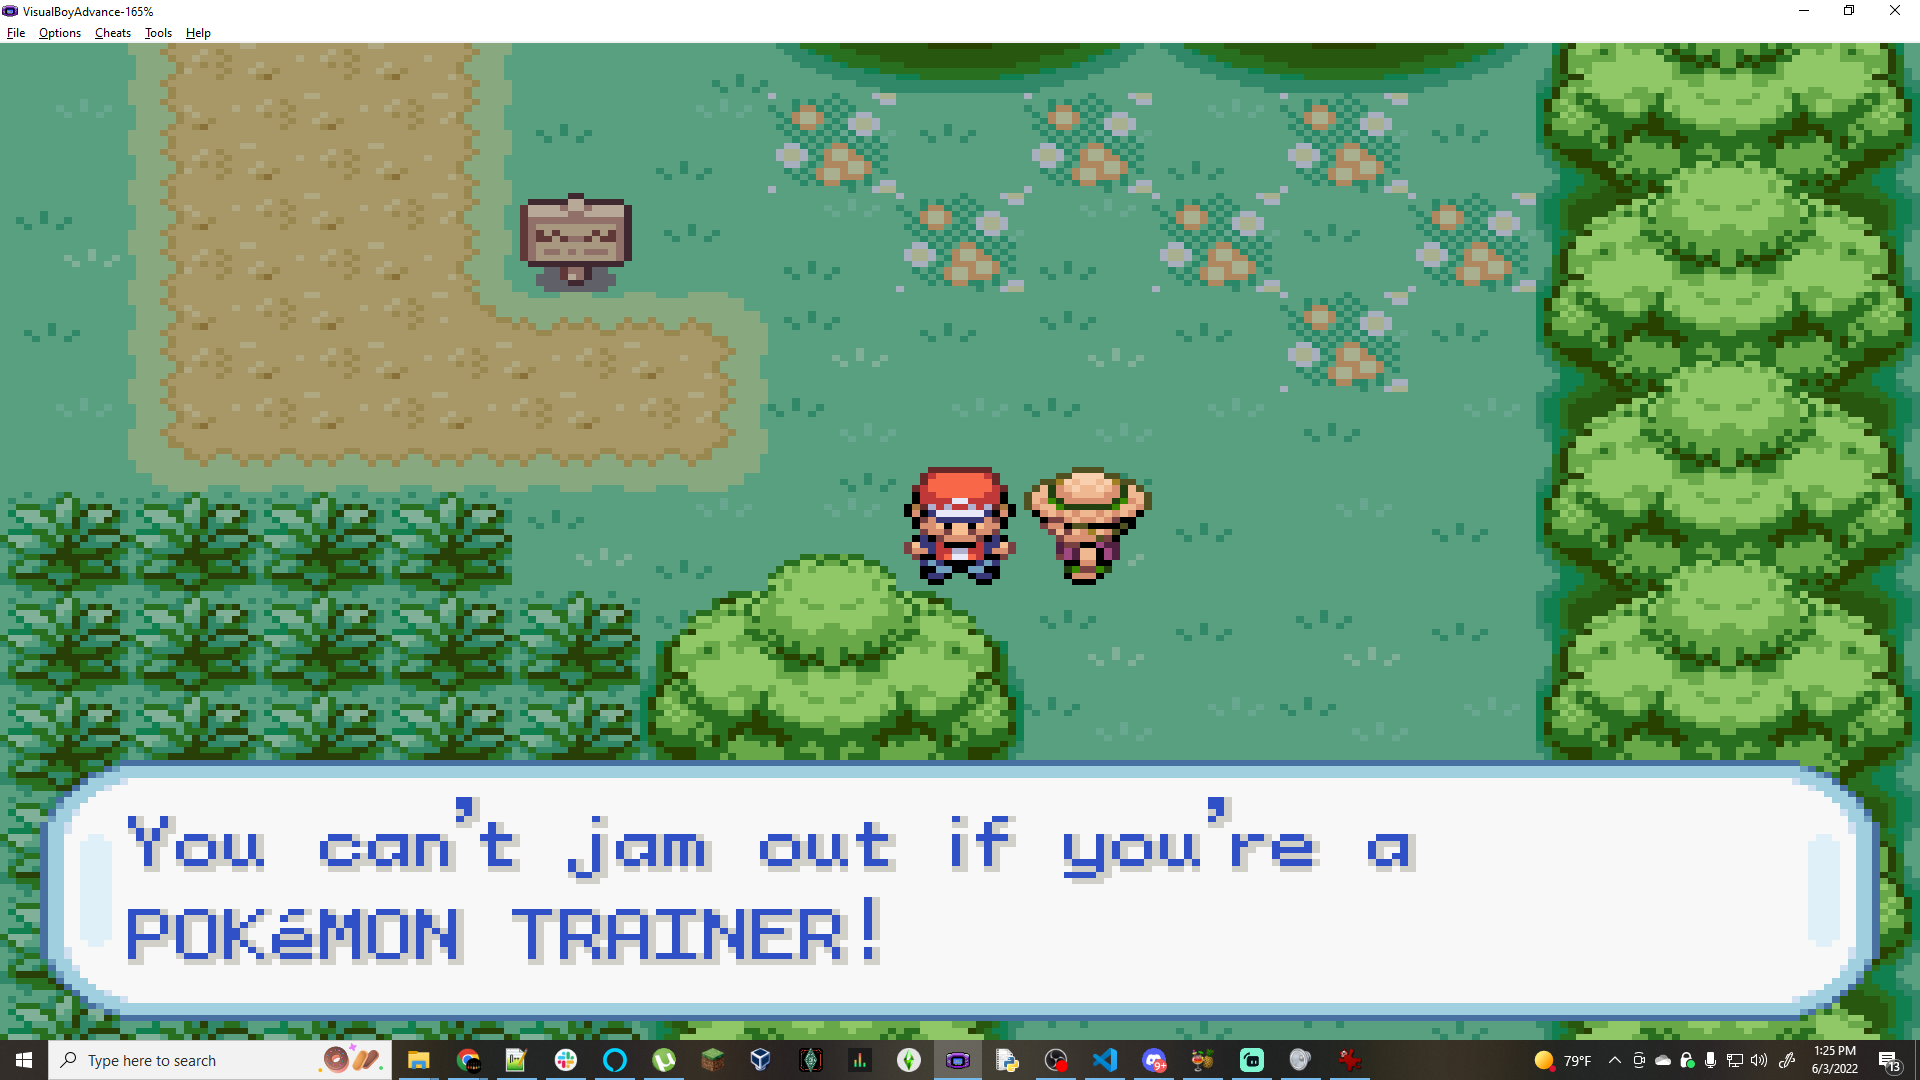 VisualBoyAdvance-165%
File Options Cheats Tools Help
You can't jam out if you're a
POKéMON TRAINER!
Type here to search
9+
79°F
1:25 PM
6/3/2022
13